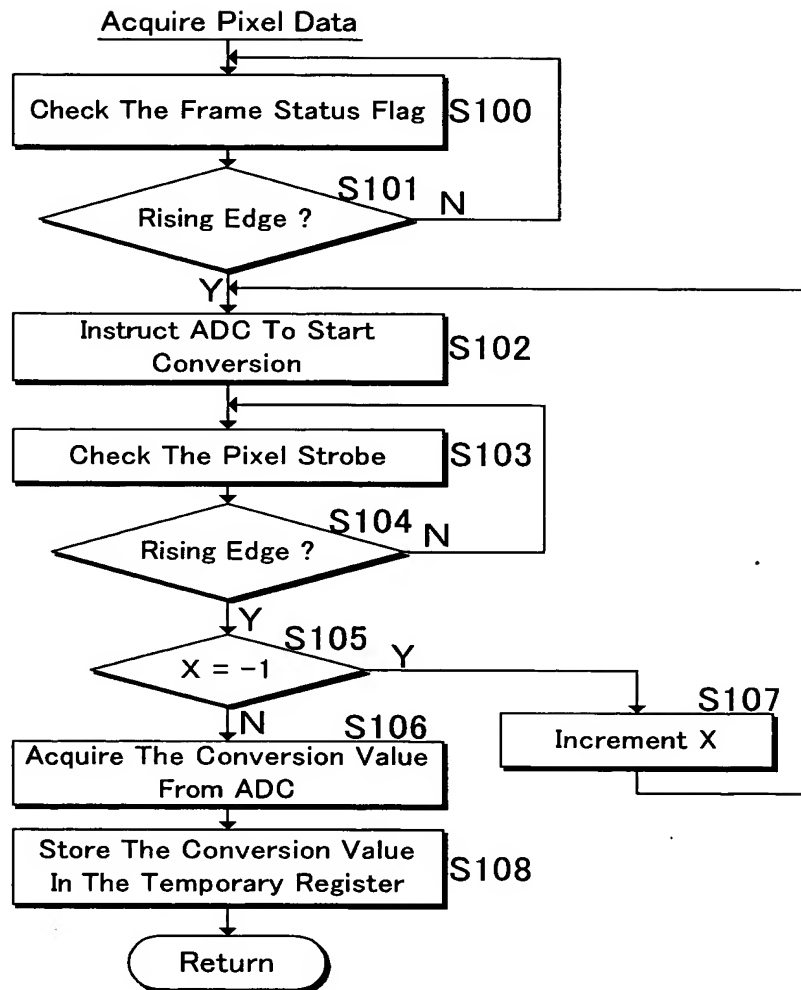 Acquire Pixel Data
Check The Frame Status Flag
S100
S101
Rising Edge ?
N
Y
Instruct ADC To Start
Conversion
S102
Check The Pixel Strobe
S103
S104
Rising Edge ?
N
Y
S105
X = -1
Y
N
S107
Increment X
S106
Acquire The Conversion Value
From ADC
Store The Conversion Value
In The Temporary Register
S108
Return